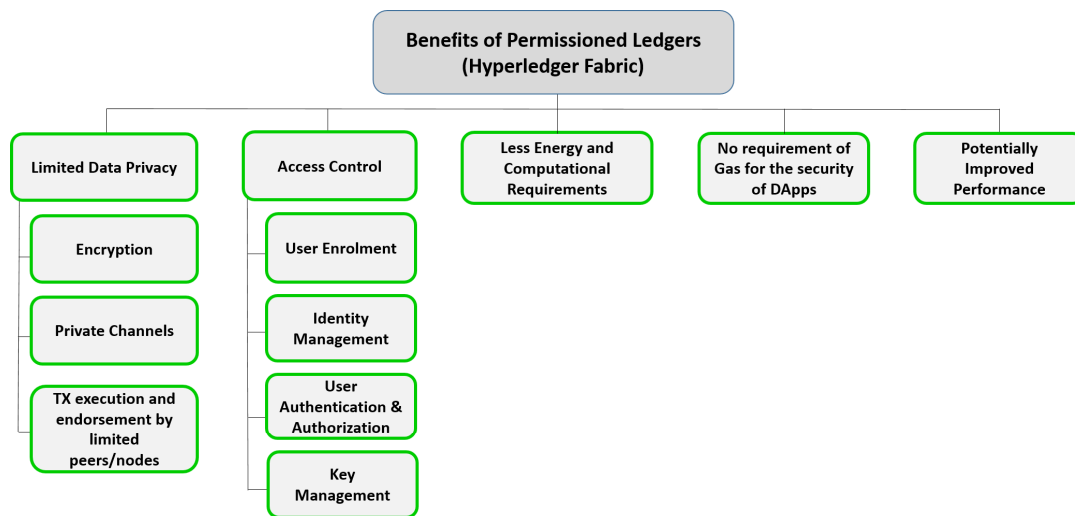 Benefits of Permissioned Ledgers
(Hyperledger Fabric)
Limited Data Privacy
Encryption
Private Channels
TX execution and
endorsement by
limited
peers/nodes
Access Control
User Enrolment
Identity
Management
User
Authentication &
Authorization
Key
Management
Less Energy and
Computational
Requirements
No requirement of
Gas for the security
of DApps
Potentially
Improved
Performance